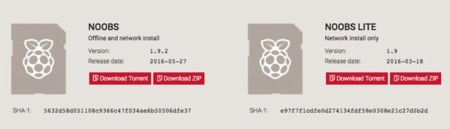 NOOBS
Offline and network install
Version: 1.9.2
Release date: 2016-05-27
Download Torrent Download ZIP
SHA-1: 5632d58d051108c9366c47f034ee6b50506dfe37
NOOBS LITE
Network install only
Version: 1.9
Release date: 2016-03-18
Download Torrent Download ZIP
SHA-1: e97f7f1cdfe0d274134fdf58e0308e21c27d0b2d